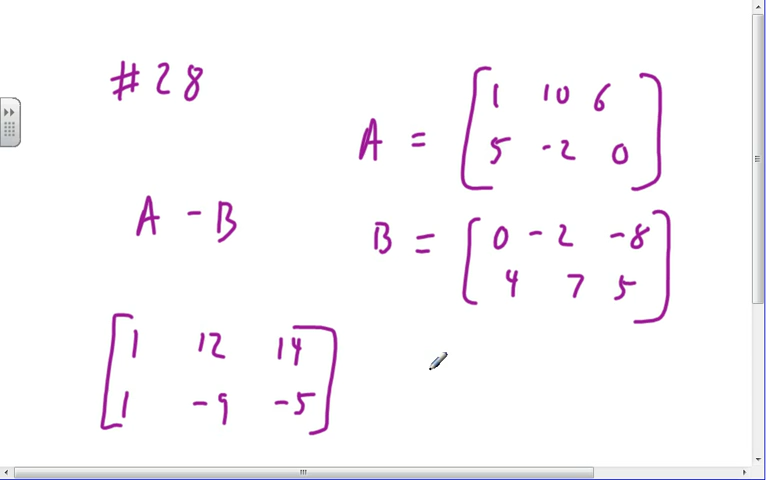 #28
A = [1 10 6
5 -2 0]
A - B
B = [0 -2 -8
4 7 5]
[1 12 14
1 -9 -5]